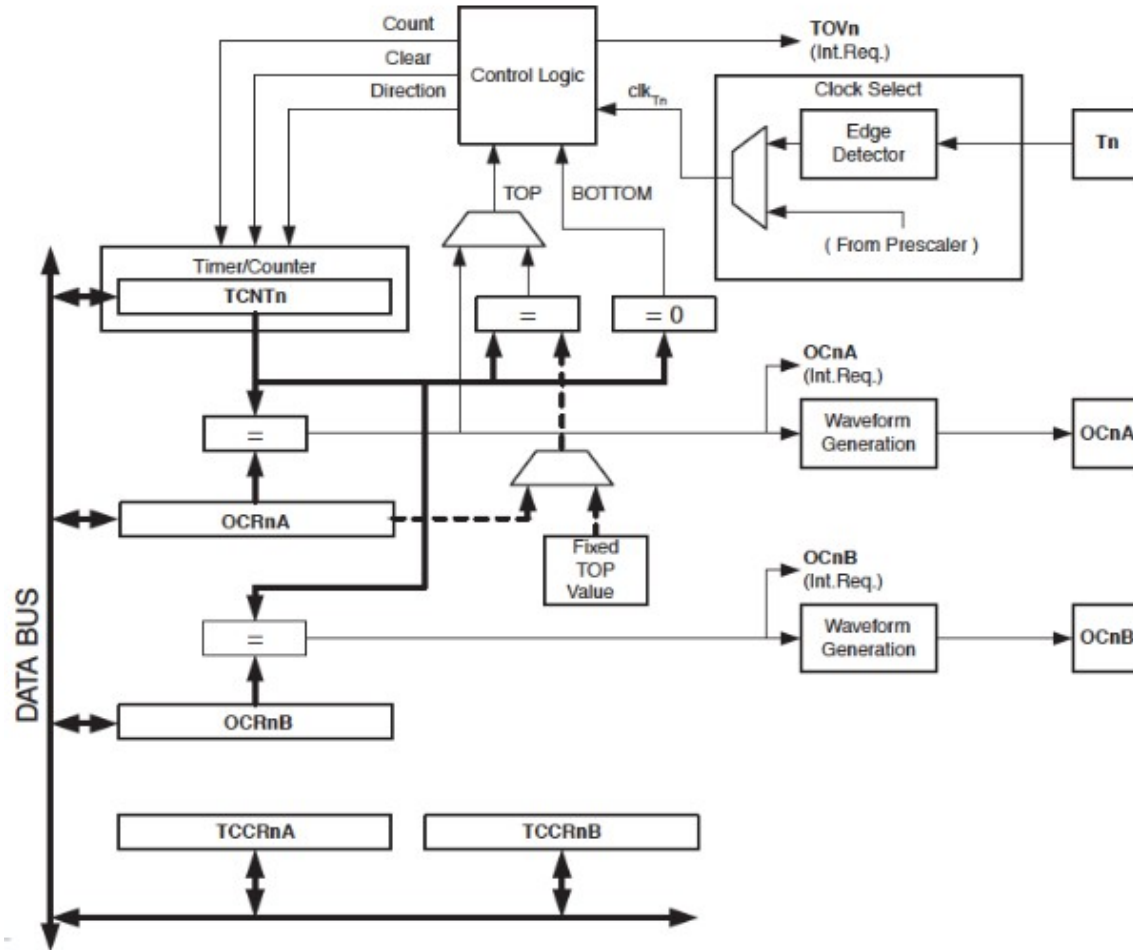 Count
Clear
Direction
Control Logic
TOVn
(Int.Req.)
clkTn
Clock Select
Edge
Detector
Tn
( From Prescaler )
TOP
BOTTOM
Timer/Counter
TCNTn
=
= 0
OCnA
(Int.Req.)
=
Waveform
Generation
OCnA
OCRnA
Fixed
TOP
Value
OCnB
(Int.Req.)
=
Waveform
Generation
OCnB
DATA BUS
OCRnB
TCCRnA
TCCRnB